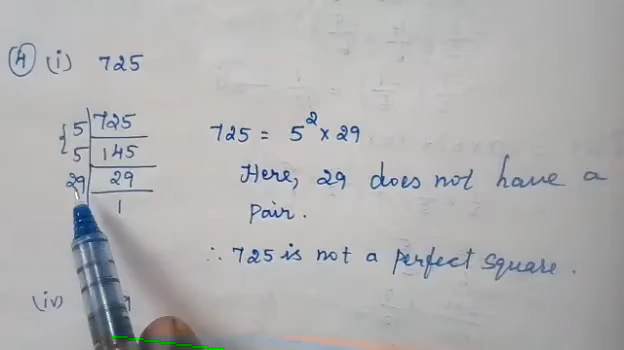 (4) (i) 725
5 | 725
5 | 145
29 | 29
1
725 = 5² × 29
Here, 29 does not have a
pair.
∴ 725 is not a perfect square.
(iv)